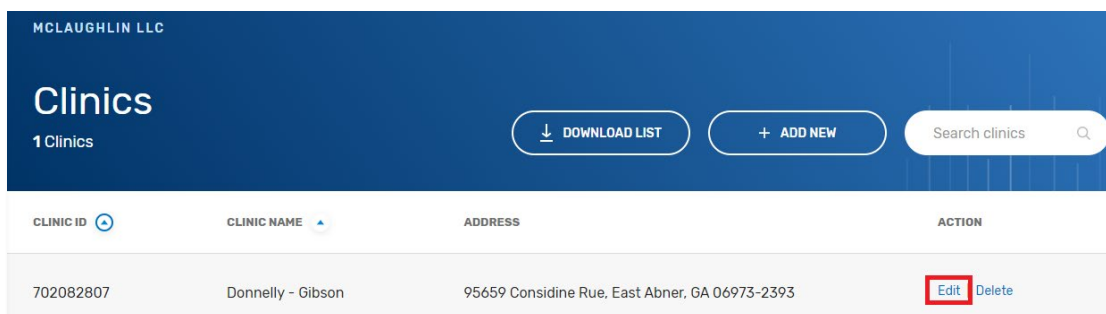 MCLAUGHLIN LLC
Clinics
1 Clinics
DOWNLOAD LIST
+ ADD NEW
Search clinics
CLINIC ID CLINIC NAME ADDRESS ACTION
702082807 Donnelly - Gibson 95659 Considine Rue, East Abner, GA 06973-2393 Edit Delete